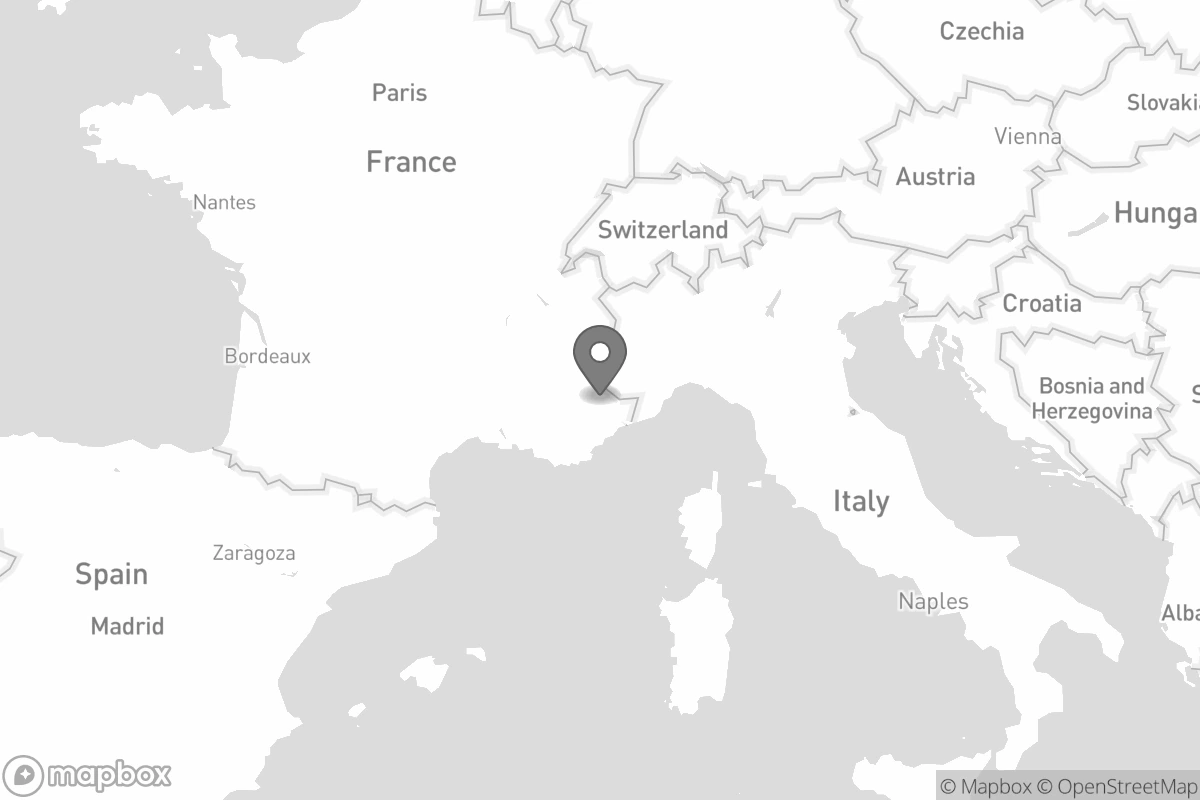 Czechia
Paris
Slovakia
Vienna
France
Austria
Nantes
Hunga
Switzerland
Croatia
Bordeaux
Bosnia and
Herzegovina
S
Italy
Zaragoza
Spain
Naples
Alba
Madrid
mapbox
© Mapbox © OpenStreetMap